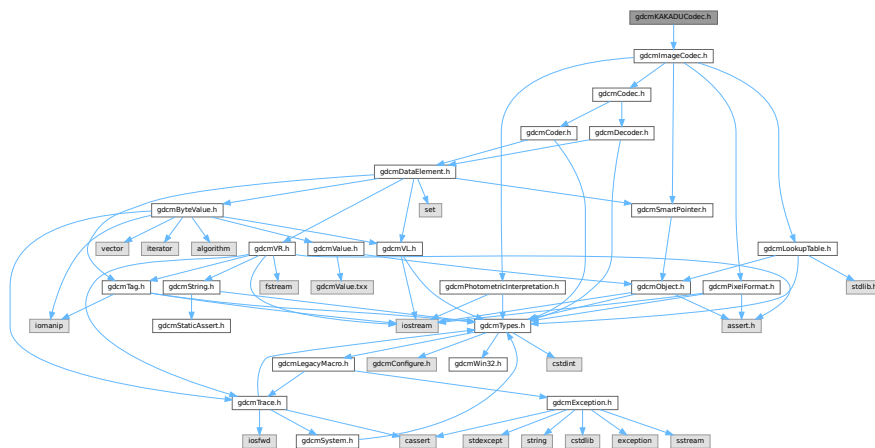 gdcmKAKADUCodec.h
gdcmImageCodec.h
gdcmCodec.h
gdcmCoder.h
gdcmDecoder.h
gdcmDataElement.h
gdcmByteValue.h
set
gdcmSmartPointer.h
vector
iterator
algorithm
gdcmVR.h
gdcmValue.h
gdcmVL.h
gdcmLookupTable.h
gdcmTag.h
gdcmString.h
fstream
gdcmValue.txx
gdcmPhotometricInterpretation.h
gdcmObject.h
gdcmPixelFormat.h
stdlib.h
iomanip
gdcmStaticAssert.h
iostream
gdcmTypes.h
assert.h
gdcmLegacyMacro.h
gdcmConfigure.h
gdcmWin32.h
cstdint
gdcmTrace.h
gdcmException.h
iosfwd
gdcmSystem.h
cassert
stdexcept
string
cstdlib
exception
sstream